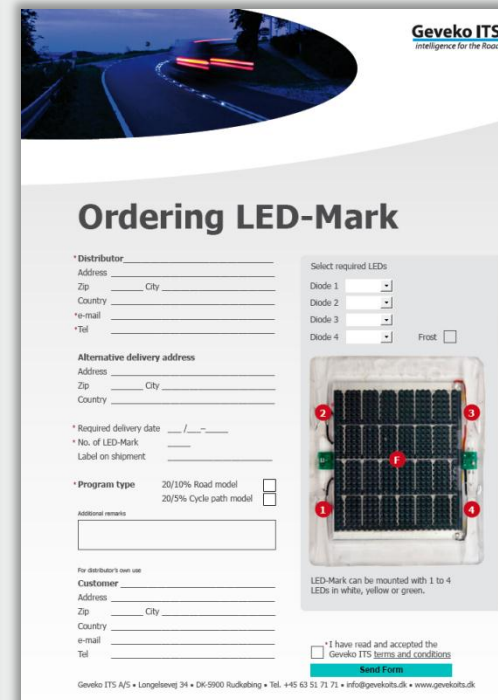 Geveko ITS
intelligence for the Road
Ordering LED-Mark
*Distributor
Address
Zip City
Country
*e-mail
*Tel
Alternative delivery address
Address
Zip City
Country
* Required delivery date __/__-____
* No. of LED-Mark
Label on shipment
*Program type 20/10% Road model
20/5% Cycle path model
Additional remarks
For distributor's own use
Customer
Address
Zip City
Country
e-mail
Tel
Select required LEDs
Diode 1
Diode 2
Diode 3
Diode 4 Frost
2 3
F
1 4
LED-Mark can be mounted with 1 to 4
LEDs in white, yellow or green.
*I have read and accepted the
Geveko ITS terms and conditions
Send Form
Geveko ITS A/S • Longelsevej 34 • DK-5900 Rudkøbing • Tel. +45 63 51 71 71 • info@gevekoits.dk • www.gevekoits.dk